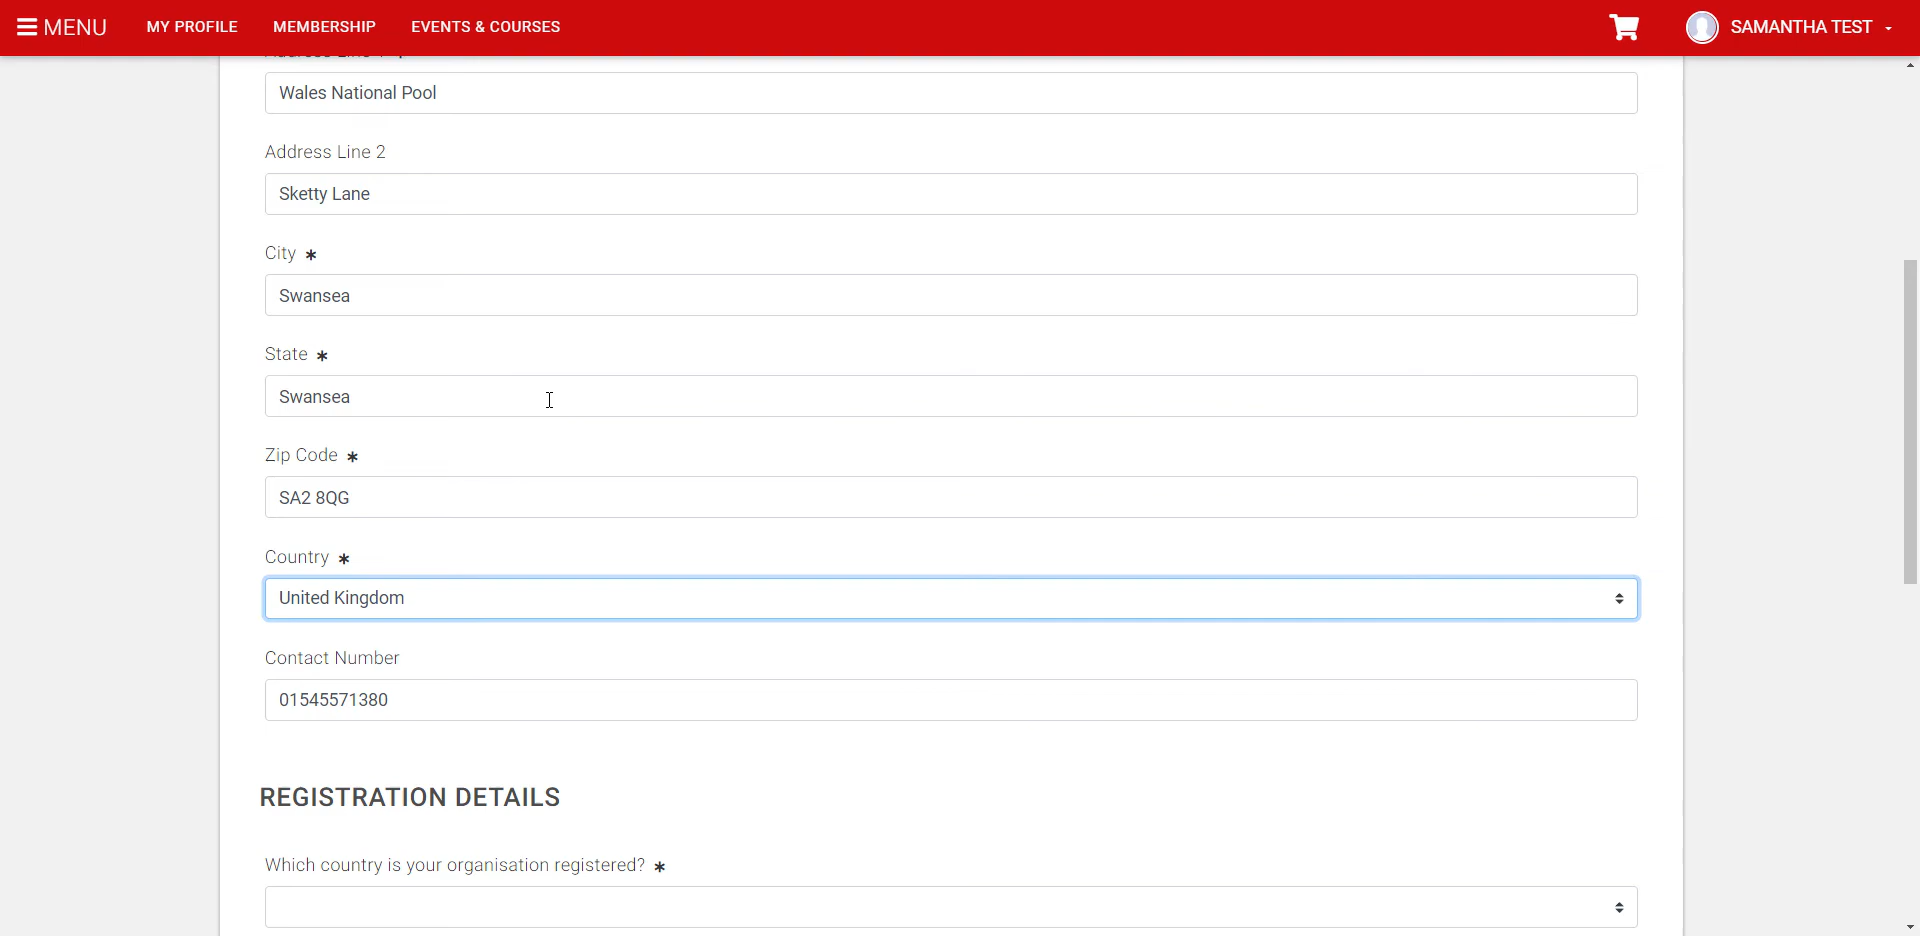 MENU MY PROFILE MEMBERSHIP EVENTS & COURSES SAMANTHA TEST
Wales National Pool
Address Line 2
Sketty Lane
City *
Swansea
State *
Swansea
Zip Code *
SA2 8QG
Country *
United Kingdom
Contact Number
01545571380
REGISTRATION DETAILS
Which country is your organisation registered? *